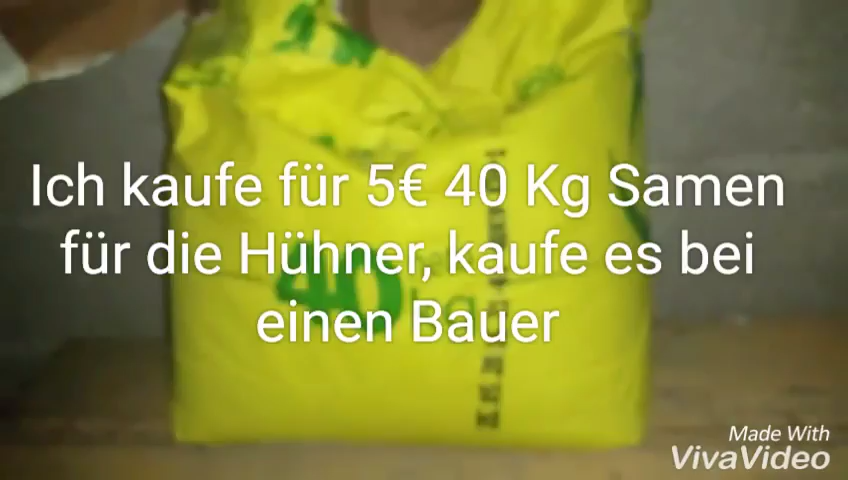 Ich kaufe für 5€ 40 Kg Samen
für die Hühner, kaufe es bei
einen Bauer
40
Made With
VivaVideo